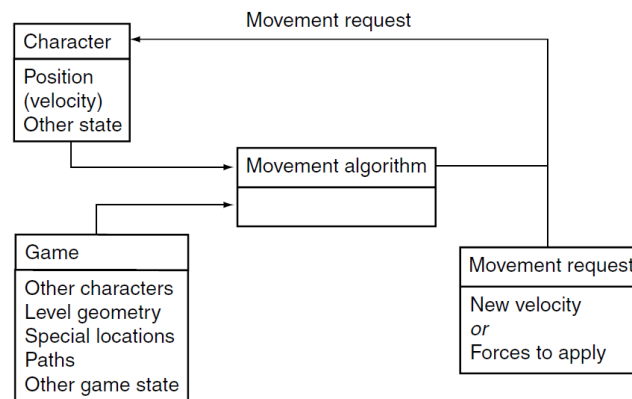 Movement request
Character
Position
(velocity)
Other state
Movement algorithm
Game
Other characters
Level geometry
Special locations
Paths
Other game state
Movement request
New velocity
or
Forces to apply